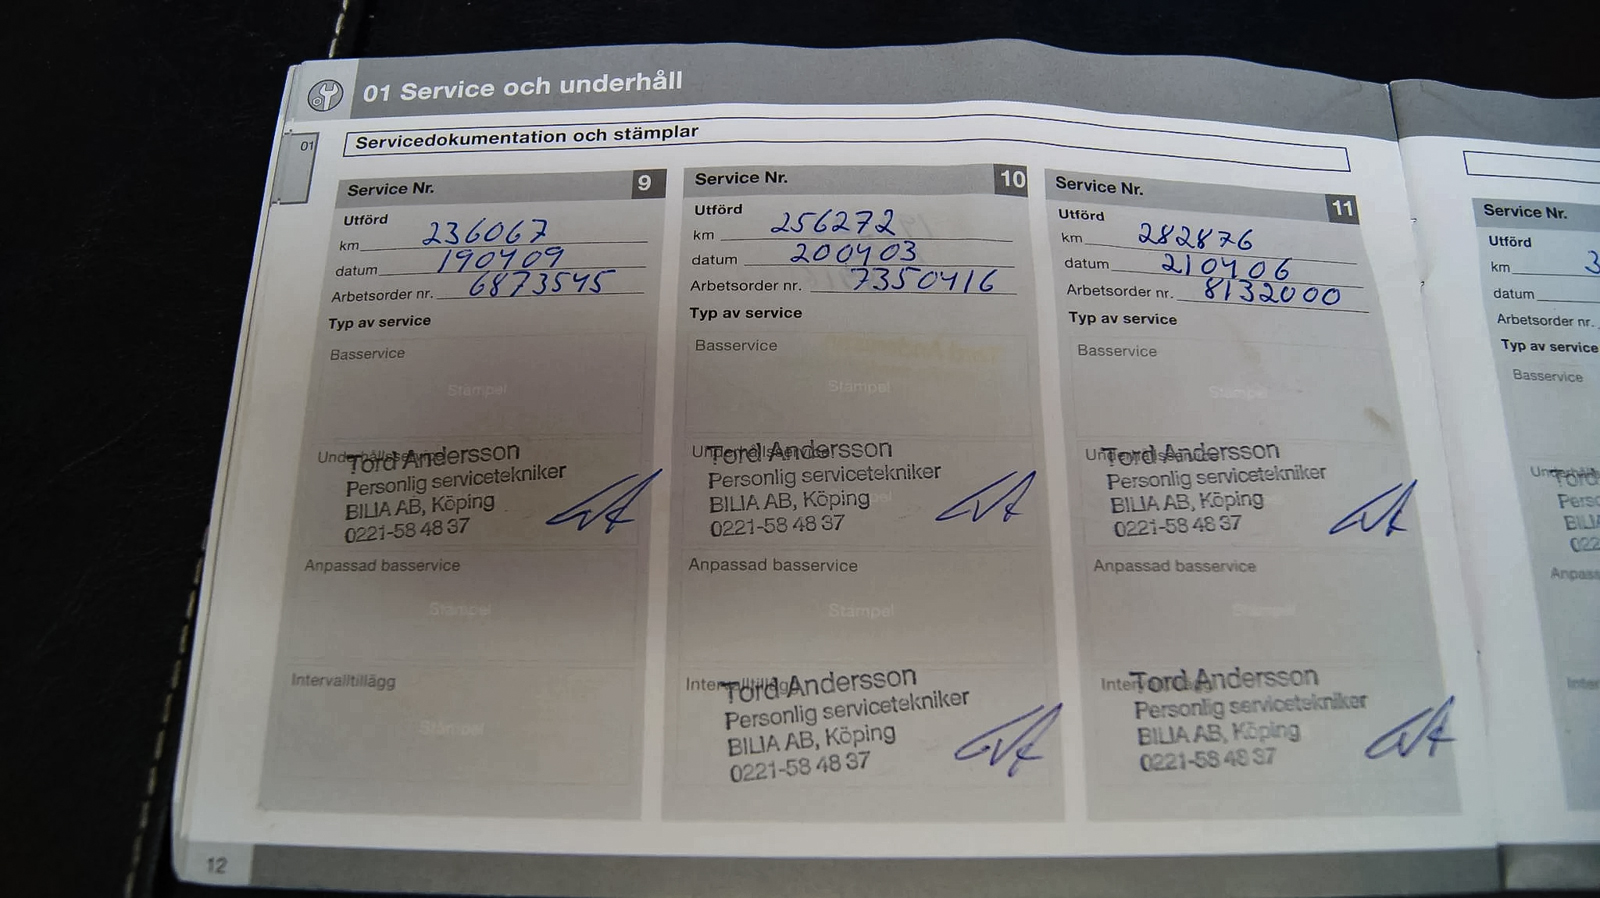 01 Service och underhåll
01
Servicedokumentation och stämplar
Service Nr. 9
Utförd
km 236067
datum 190409
Arbetsorder nr. 6873545
Typ av service
Basservice
Stämpel
Underhållsservice
Tord Andersson
Personlig servicetekniker
BILIA AB, Köping
0221-58 48 37
Anpassad basservice
Stämpel
Intervalltillägg
Stämpel
Service Nr. 10
Utförd
km 256272
datum 200403
Arbetsorder nr. 7350416
Typ av service
Basservice
Stämpel
Underhållsservice
Tord Andersson
Personlig servicetekniker
BILIA AB, Köping
0221-58 48 37
Anpassad basservice
Stämpel
Intervalltillägg
Tord Andersson
Personlig servicetekniker
BILIA AB, Köping
0221-58 48 37
Service Nr. 11
Utförd
km 282876
datum 210406
Arbetsorder nr. 8132000
Typ av service
Basservice
Stämpel
Underhållsservice
Tord Andersson
Personlig servicetekniker
BILIA AB, Köping
0221-58 48 37
Anpassad basservice
Stämpel
Intervalltillägg
Tord Andersson
Personlig servicetekniker
BILIA AB, Köping
0221-58 48 37
Service Nr.
Utförd
km 3
datum
Arbetsorder nr.
Typ av service
Basservice
Tord
12